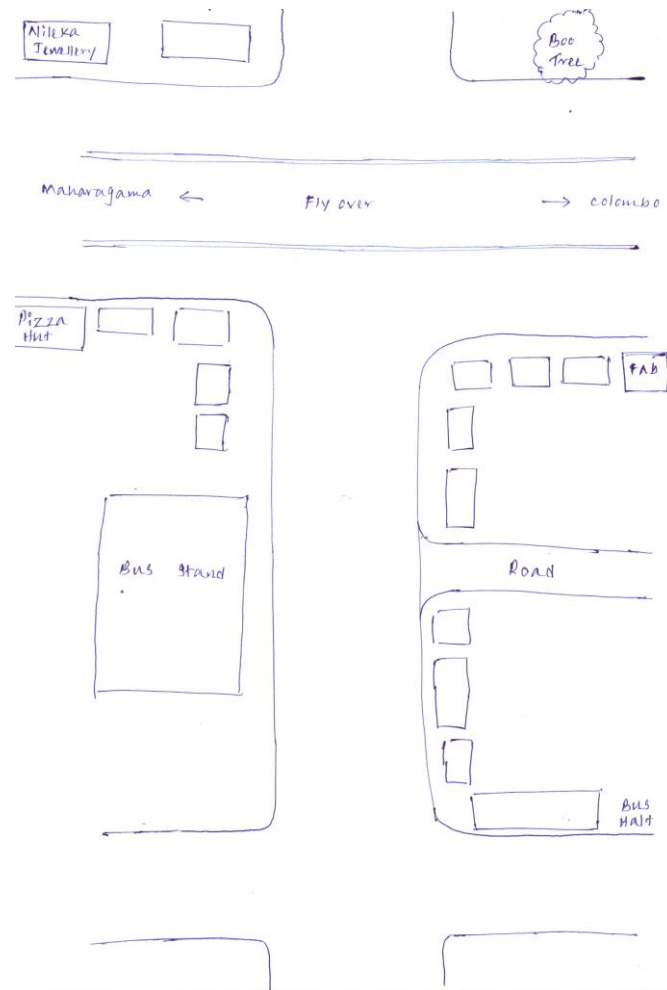 Nileka
Jewellery
Boo
Tree
Maharagama ←
Fly over
→ colombo
Pizza
Hut
FAB
Bus Stand
Road
Bus
Halt